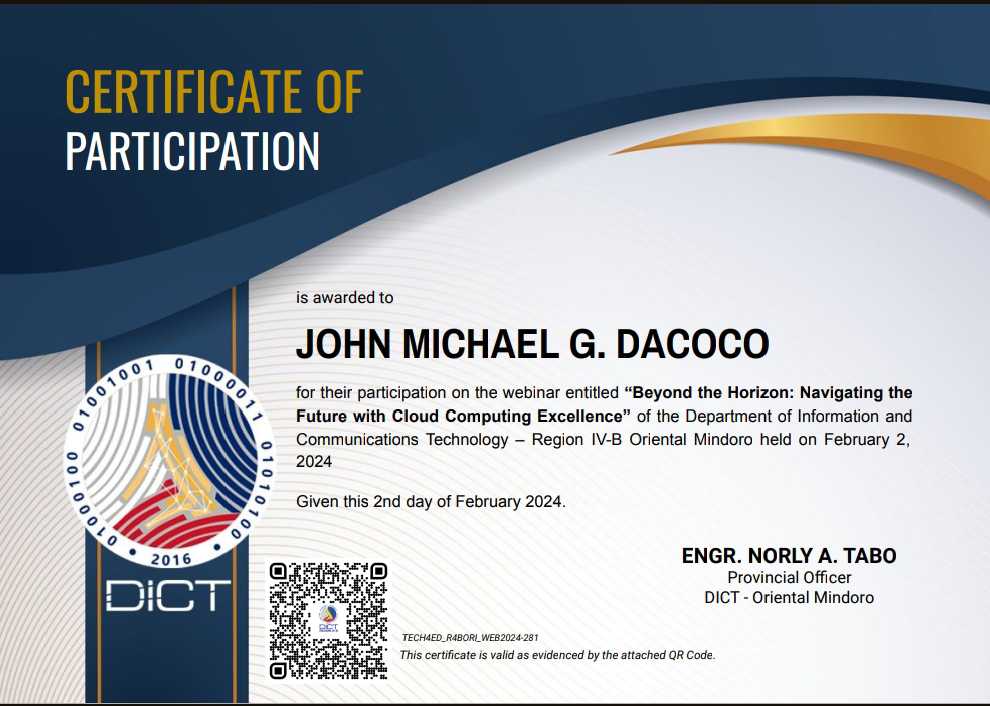 CERTIFICATE OF
PARTICIPATION
is awarded to
JOHN MICHAEL G. DACOCO
for their participation on the webinar entitled “Beyond the Horizon: Navigating the
Future with Cloud Computing Excellence” of the Department of Information and
Communications Technology – Region IV-B Oriental Mindoro held on February 2,
2024
Given this 2nd day of February 2024.
01001001 01000011 01010100 • 2016 • 01000100
DICT
ENGR. NORLY A. TABO
Provincial Officer
DICT - Oriental Mindoro
DICT
TECH4ED_R4BORI_WEB2024-281
This certificate is valid as evidenced by the attached QR Code.